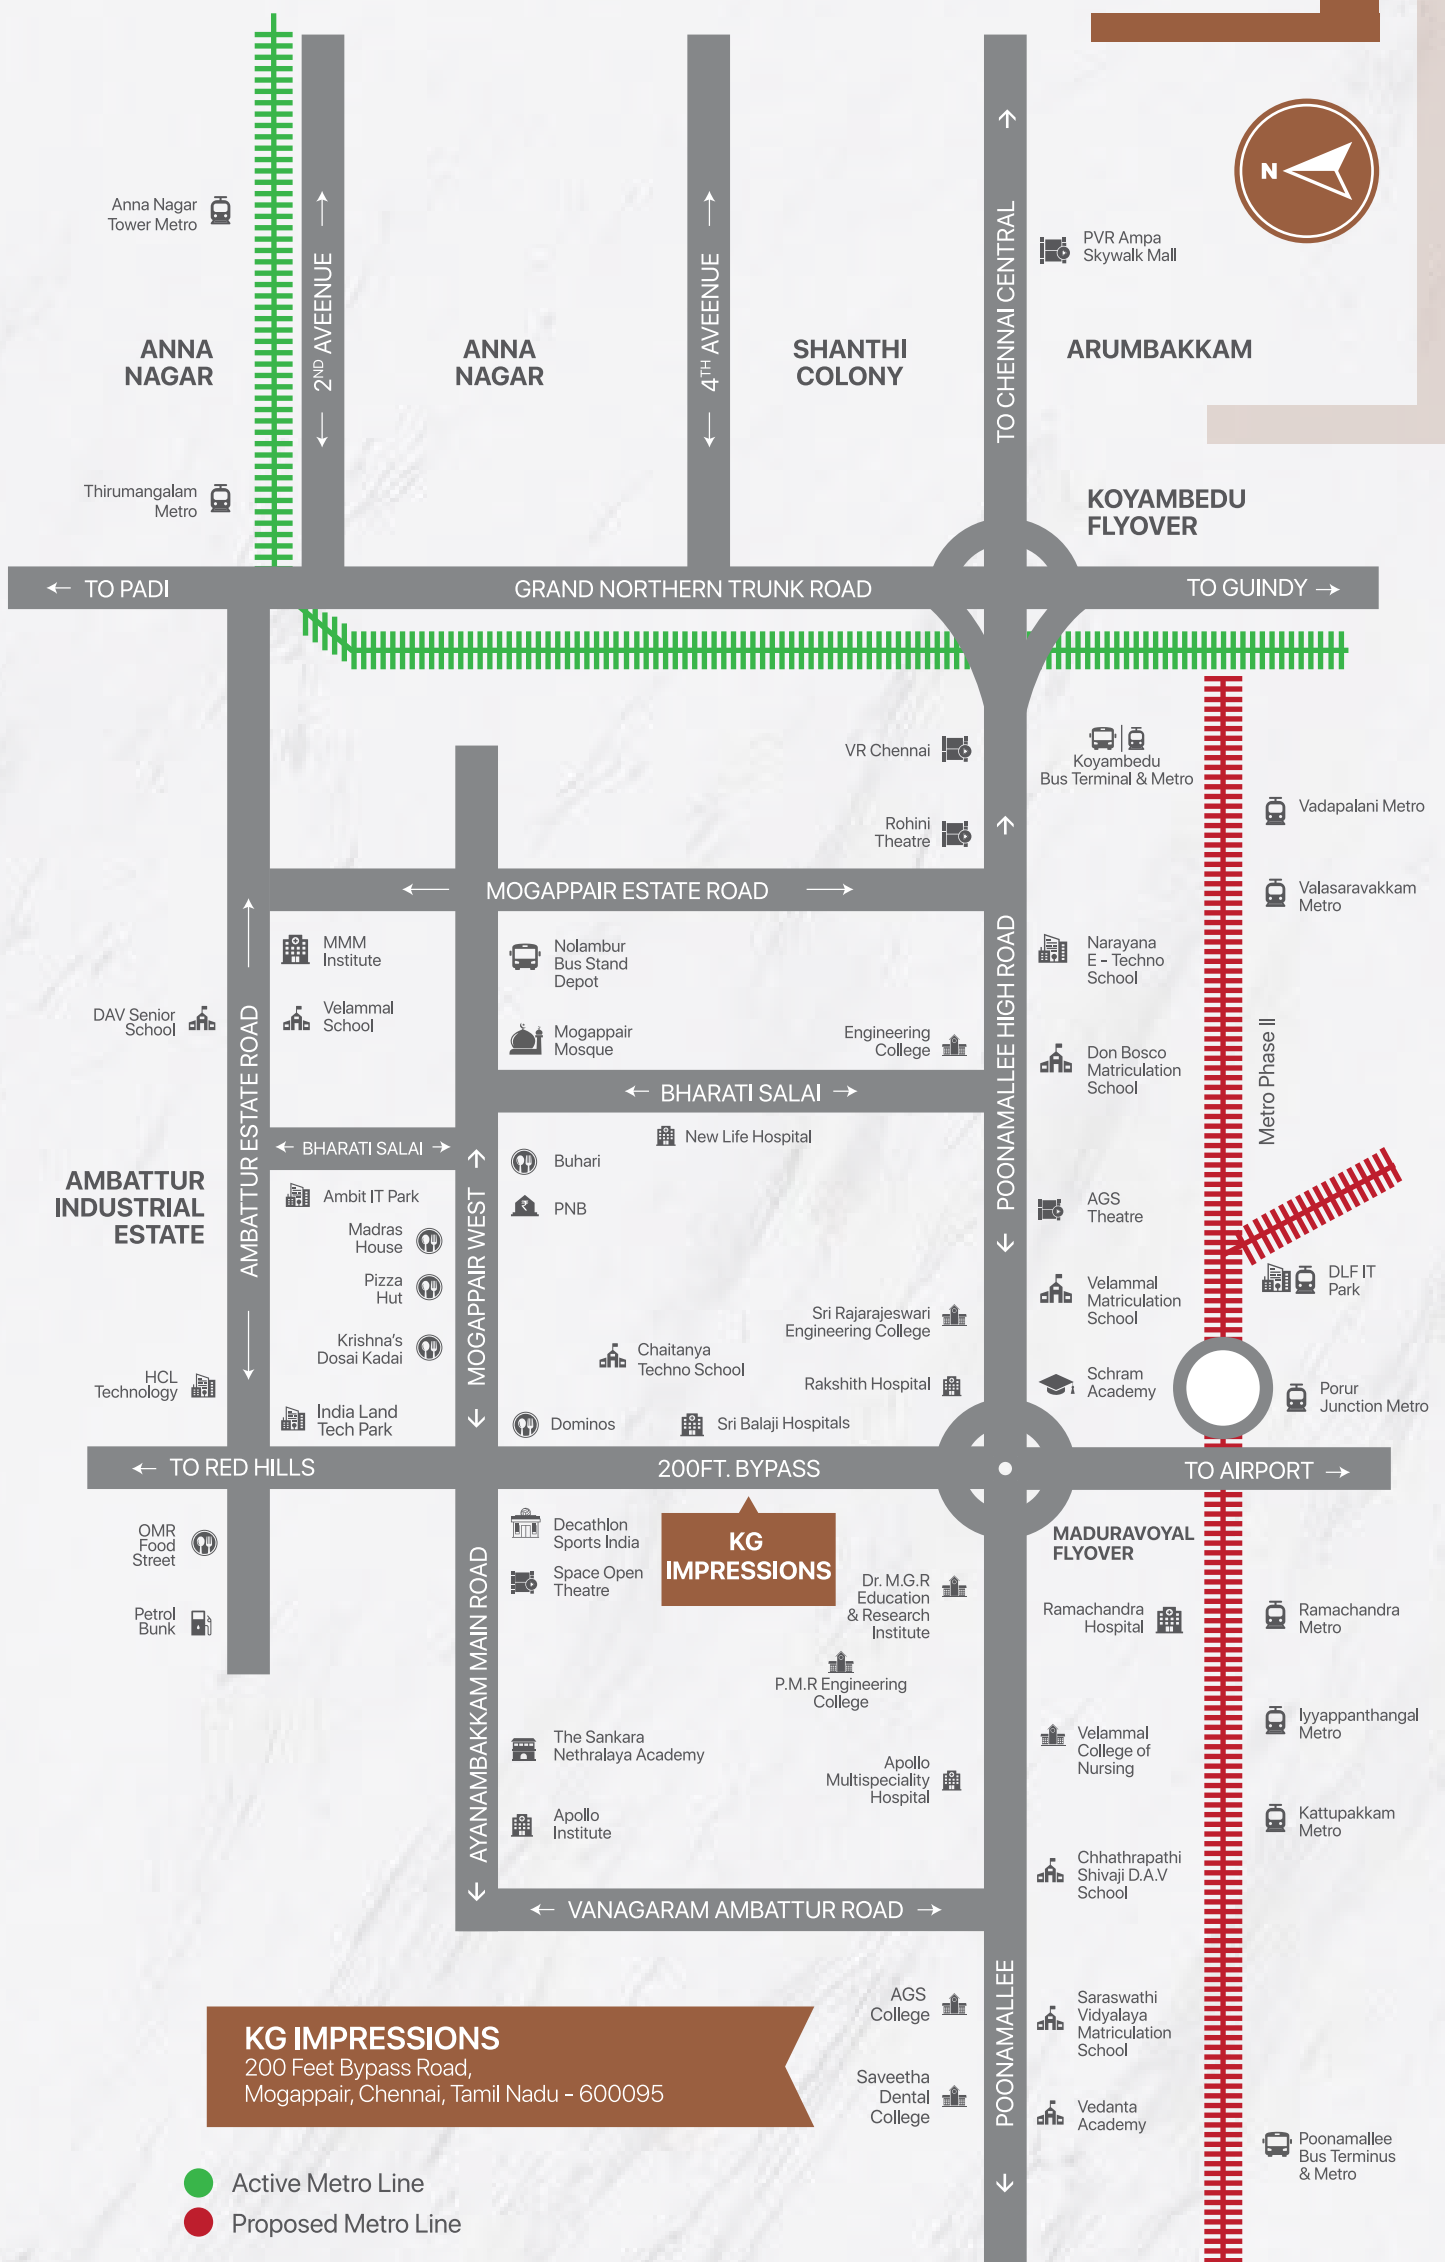 N
Anna Nagar
Tower Metro
2ND AVEENUE
4TH AVEENUE
TO CHENNAI CENTRAL
PVR Ampa
Skywalk Mall
ANNA
NAGAR
ANNA
NAGAR
SHANTHI
COLONY
ARUMBAKKAM
Thirumangalam
Metro
KOYAMBEDU
FLYOVER
← TO PADI
GRAND NORTHERN TRUNK ROAD
TO GUINDY →
VR Chennai
Koyambedu
Bus Terminal & Metro
Rohini
Theatre
Vadapalani Metro
Valasaravakkam
Metro
MOGAPPAIR ESTATE ROAD
AMBATTUR ESTATE ROAD
MMM
Institute
Velammal
School
DAV Senior
School
Nolambur
Bus Stand
Depot
Mogappair
Mosque
Engineering
College
POONAMALLEE HIGH ROAD
Narayana
E - Techno
School
Don Bosco
Matriculation
School
Metro Phase II
← BHARATI SALAI →
← BHARATI SALAI →
New Life Hospital
AMBATTUR
INDUSTRIAL
ESTATE
Ambit IT Park
Madras
House
Pizza
Hut
Krishna's
Dosai Kadai
MOGAPPAIR WEST
Buhari
PNB
AGS
Theatre
Velammal
Matriculation
School
DLF IT
Park
Sri Rajarajeswari
Engineering College
Chaitanya
Techno School
Rakshith Hospital
Schram
Academy
Porur
Junction Metro
HCL
Technology
India Land
Tech Park
Dominos
Sri Balaji Hospitals
← TO RED HILLS
200FT. BYPASS
TO AIRPORT →
OMR
Food
Street
Petrol
Bunk
AYANAMBAKKAM MAIN ROAD
Decathlon
Sports India
Space Open
Theatre
KG
IMPRESSIONS
MADURAVOYAL
FLYOVER
Dr. M.G.R
Education
& Research
Institute
P.M.R Engineering
College
Ramachandra
Hospital
Ramachandra
Metro
The Sankara
Nethralaya Academy
Apollo
Institute
Apollo
Multispeciality
Hospital
Velammal
College of
Nursing
Iyyappanthangal
Metro
Kattupakkam
Metro
Chhathrapathi
Shivaji D.A.V
School
← VANAGARAM AMBATTUR ROAD →
POONAMALLEE
AGS
College
Saveetha
Dental
College
Saraswathi
Vidyalaya
Matriculation
School
Vedanta
Academy
Poonamallee
Bus Terminus
& Metro
KG IMPRESSIONS
200 Feet Bypass Road,
Mogappair, Chennai, Tamil Nadu - 600095
Active Metro Line
Proposed Metro Line